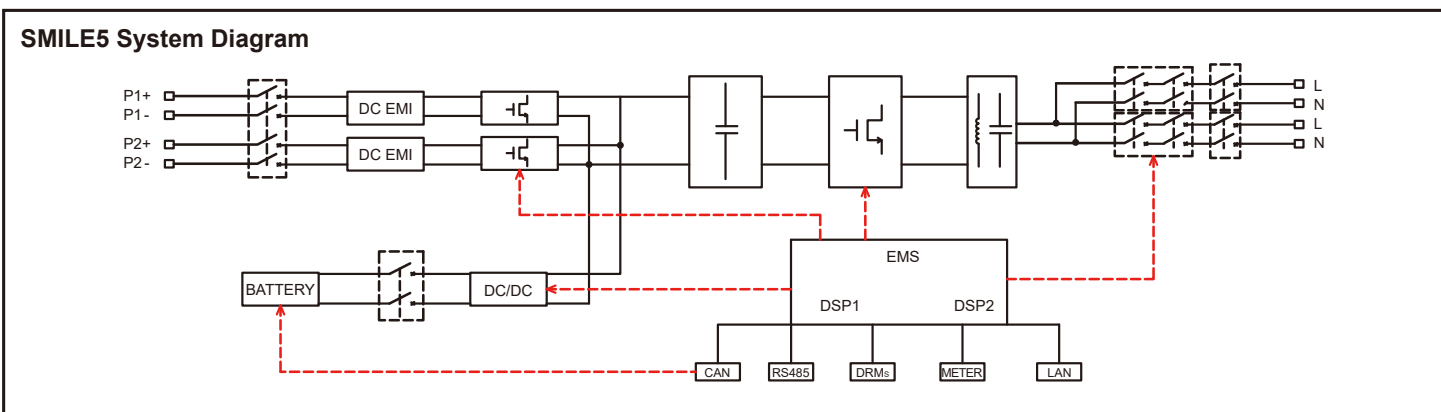 SMILE5 System Diagram
P1+
P1-
P2+
P2-
DC EMI
DC EMI
L
N
L
N
BATTERY
DC/DC
EMS
DSP1
DSP2
CAN
RS485
DRMs
METER
LAN